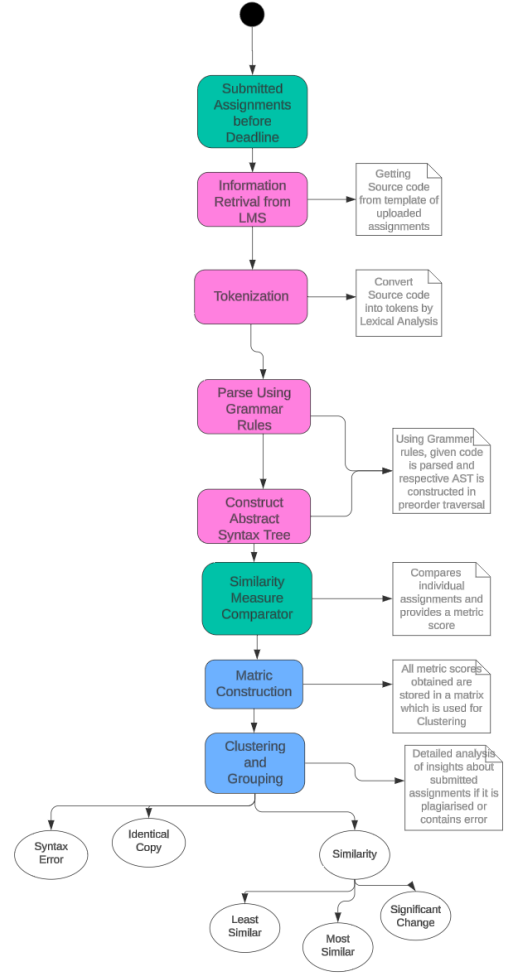 Submitted
Assignments
before
Deadline
Information
Retrival from
LMS
Getting
Source code
from template of
uploaded
assignments
Tokenization
Convert
Source code
into tokens by
Lexical Analysis
Parse Using
Grammar
Rules
Using Grammer
rules, given code
is parsed and
respective AST is
constructed in
preorder traversal
Construct
Abstract
Syntax Tree
Similarity
Measure
Comparator
Compares
individual
assignments and
provides a metric
score
Matric
Construction
All metric scores
obtained are
stored in a matrix
which is used for
Clustering
Clustering
and
Grouping
Detailed analysis
of insights about
submitted
assignments if it is
plagiarised or
contains error
Syntax
Error
Identical
Copy
Similarity
Least
Similar
Most
Similar
Significant
Change